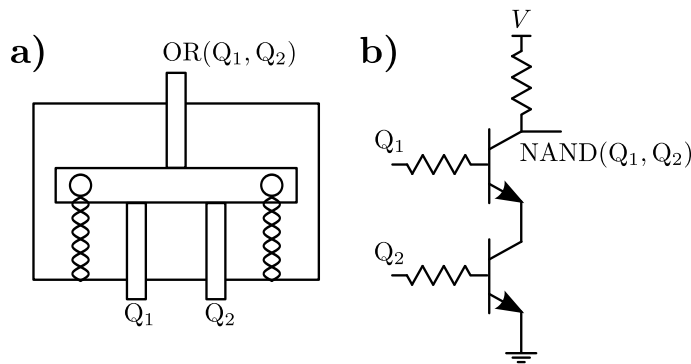 a)
OR(Q₁, Q₂)
Q₁
Q₂
b)
V
Q₁
NAND(Q₁, Q₂)
Q₂